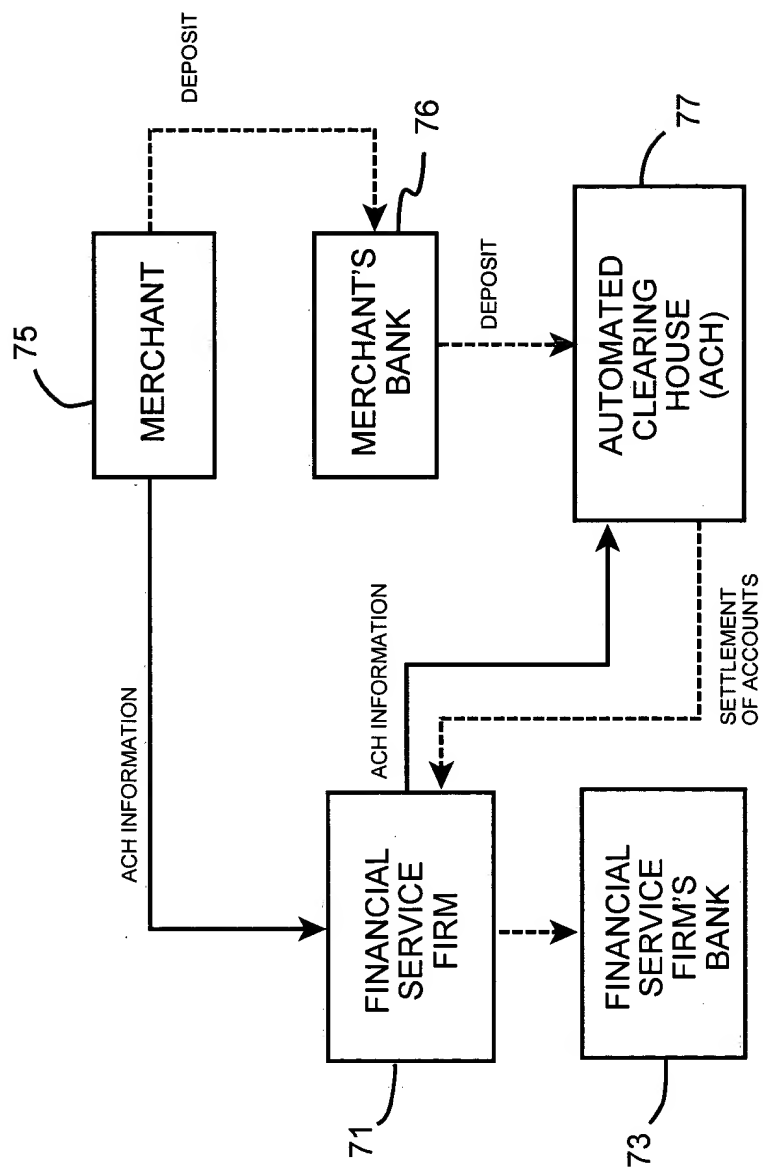 75
MERCHANT
DEPOSIT
ACH INFORMATION
76
MERCHANT'S
BANK
DEPOSIT
77
AUTOMATED
CLEARING
HOUSE
(ACH)
ACH INFORMATION
SETTLEMENT
OF ACCOUNTS
71
FINANCIAL
SERVICE
FIRM
73
FINANCIAL
SERVICE
FIRM'S
BANK